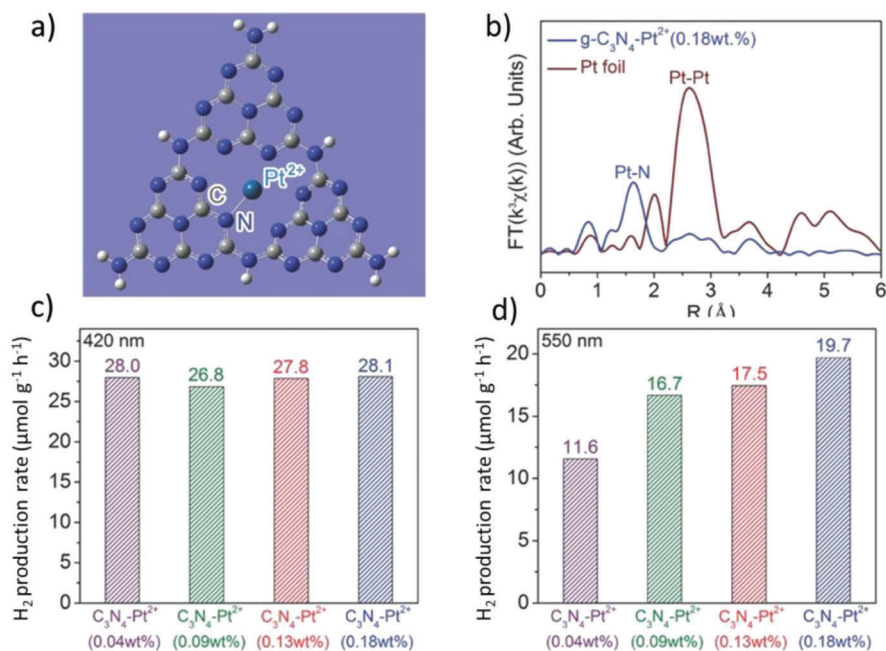 a)
C
N
Pt²⁺
b)
g-C₃N₄-Pt²⁺(0.18wt.%)
Pt foil
Pt-Pt
Pt-N
FT(k³χ(k)) (Arb. Units)
0 1 2 3 4 5 6
R (Å)
c)
420 nm
H₂ production rate (μmol g⁻¹ h⁻¹)
30
25
20
15
10
5
0
28.0 26.8 27.8 28.1
C₃N₄-Pt²⁺ C₃N₄-Pt²⁺ C₃N₄-Pt²⁺ C₃N₄-Pt²⁺
(0.04wt%) (0.09wt%) (0.13wt%) (0.18wt%)
d)
550 nm
H₂ production rate (μmol g⁻¹ h⁻¹)
20
15
10
5
0
11.6 16.7 17.5 19.7
C₃N₄-Pt²⁺ C₃N₄-Pt²⁺ C₃N₄-Pt²⁺ C₃N₄-Pt²⁺
(0.04wt%) (0.09wt%) (0.13wt%) (0.18wt%)